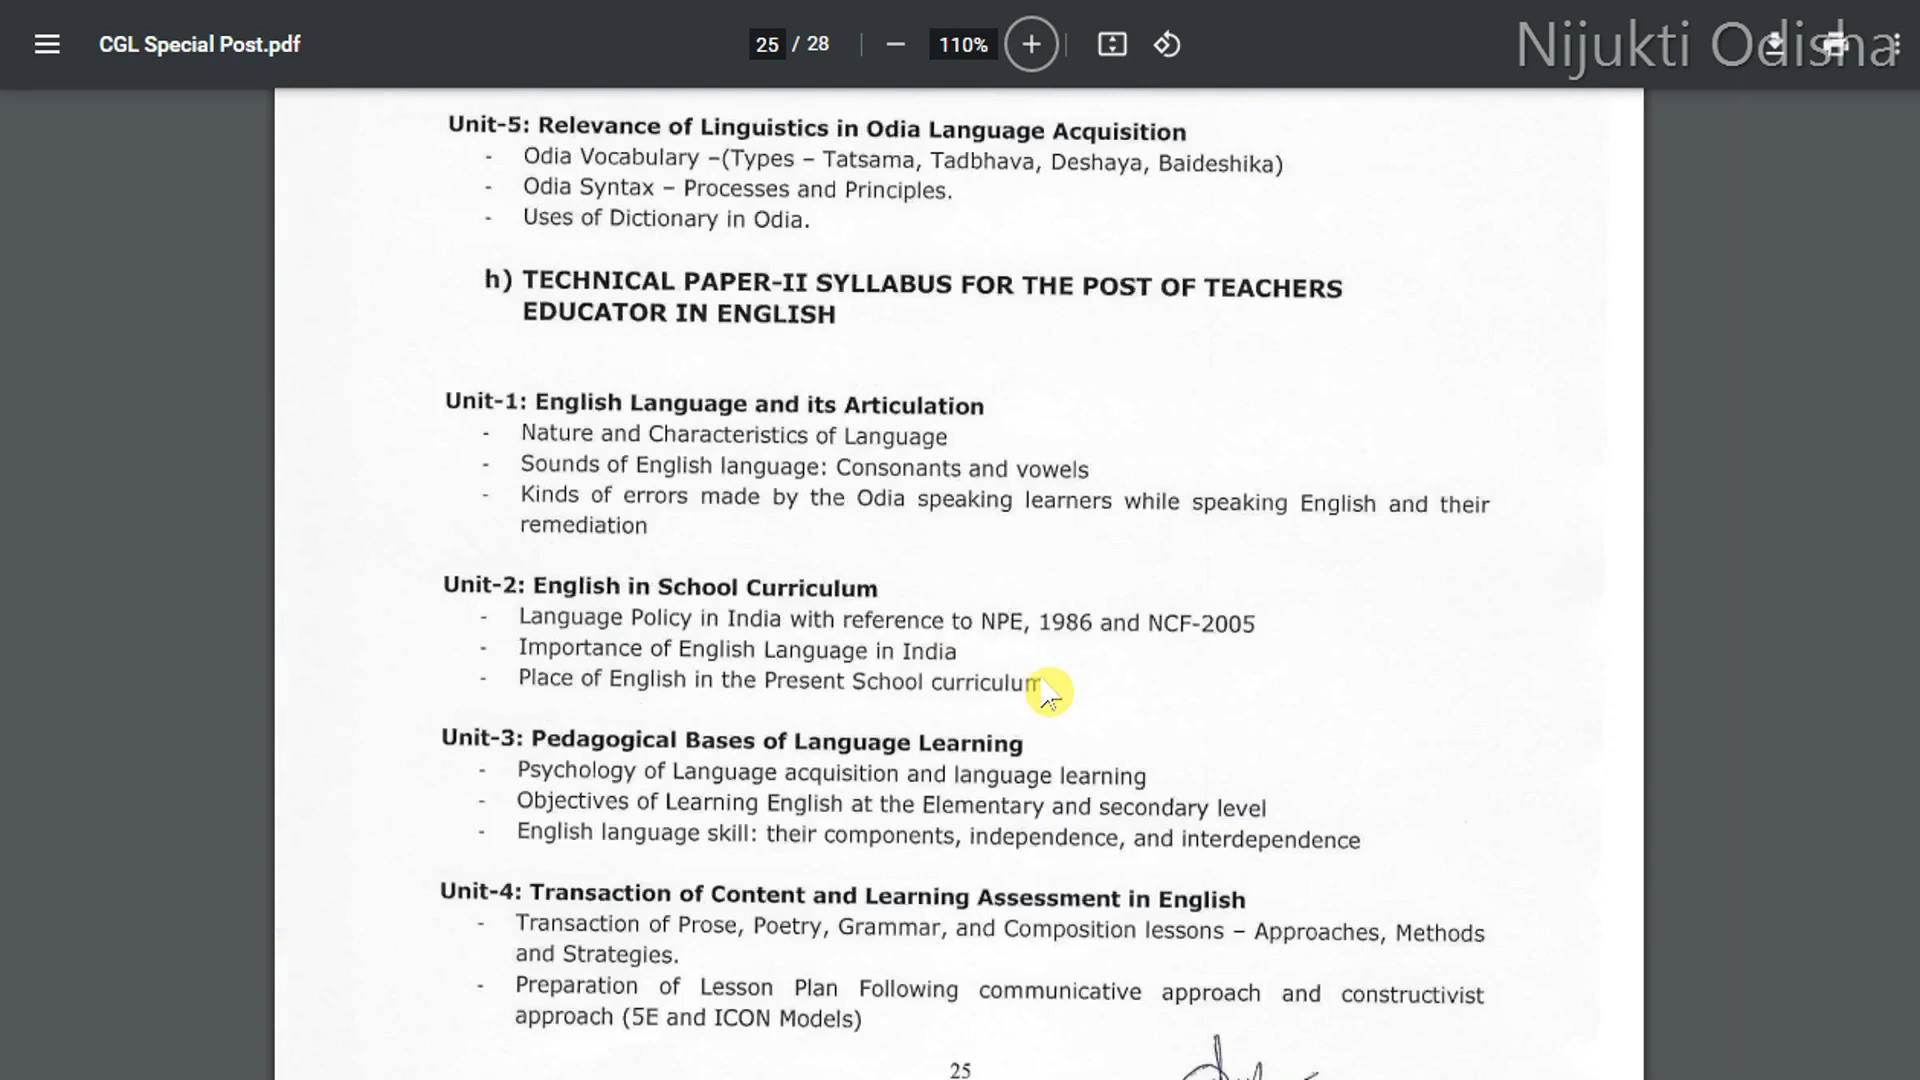 CGL Special Post.pdf
25 / 28
110%
Nijukti Odisha
Unit-5: Relevance of Linguistics in Odia Language Acquisition
- Odia Vocabulary –(Types – Tatsama, Tadbhava, Deshaya, Baideshika)
- Odia Syntax – Processes and Principles.
- Uses of Dictionary in Odia.
h) TECHNICAL PAPER-II SYLLABUS FOR THE POST OF TEACHERS
EDUCATOR IN ENGLISH
Unit-1: English Language and its Articulation
- Nature and Characteristics of Language
- Sounds of English language: Consonants and vowels
- Kinds of errors made by the Odia speaking learners while speaking English and their
remediation
Unit-2: English in School Curriculum
- Language Policy in India with reference to NPE, 1986 and NCF-2005
- Importance of English Language in India
- Place of English in the Present School curriculum
Unit-3: Pedagogical Bases of Language Learning
- Psychology of Language acquisition and language learning
- Objectives of Learning English at the Elementary and secondary level
- English language skill: their components, independence, and interdependence
Unit-4: Transaction of Content and Learning Assessment in English
- Transaction of Prose, Poetry, Grammar, and Composition lessons – Approaches, Methods
and Strategies.
- Preparation of Lesson Plan Following communicative approach and constructivist
approach (5E and ICON Models)
25